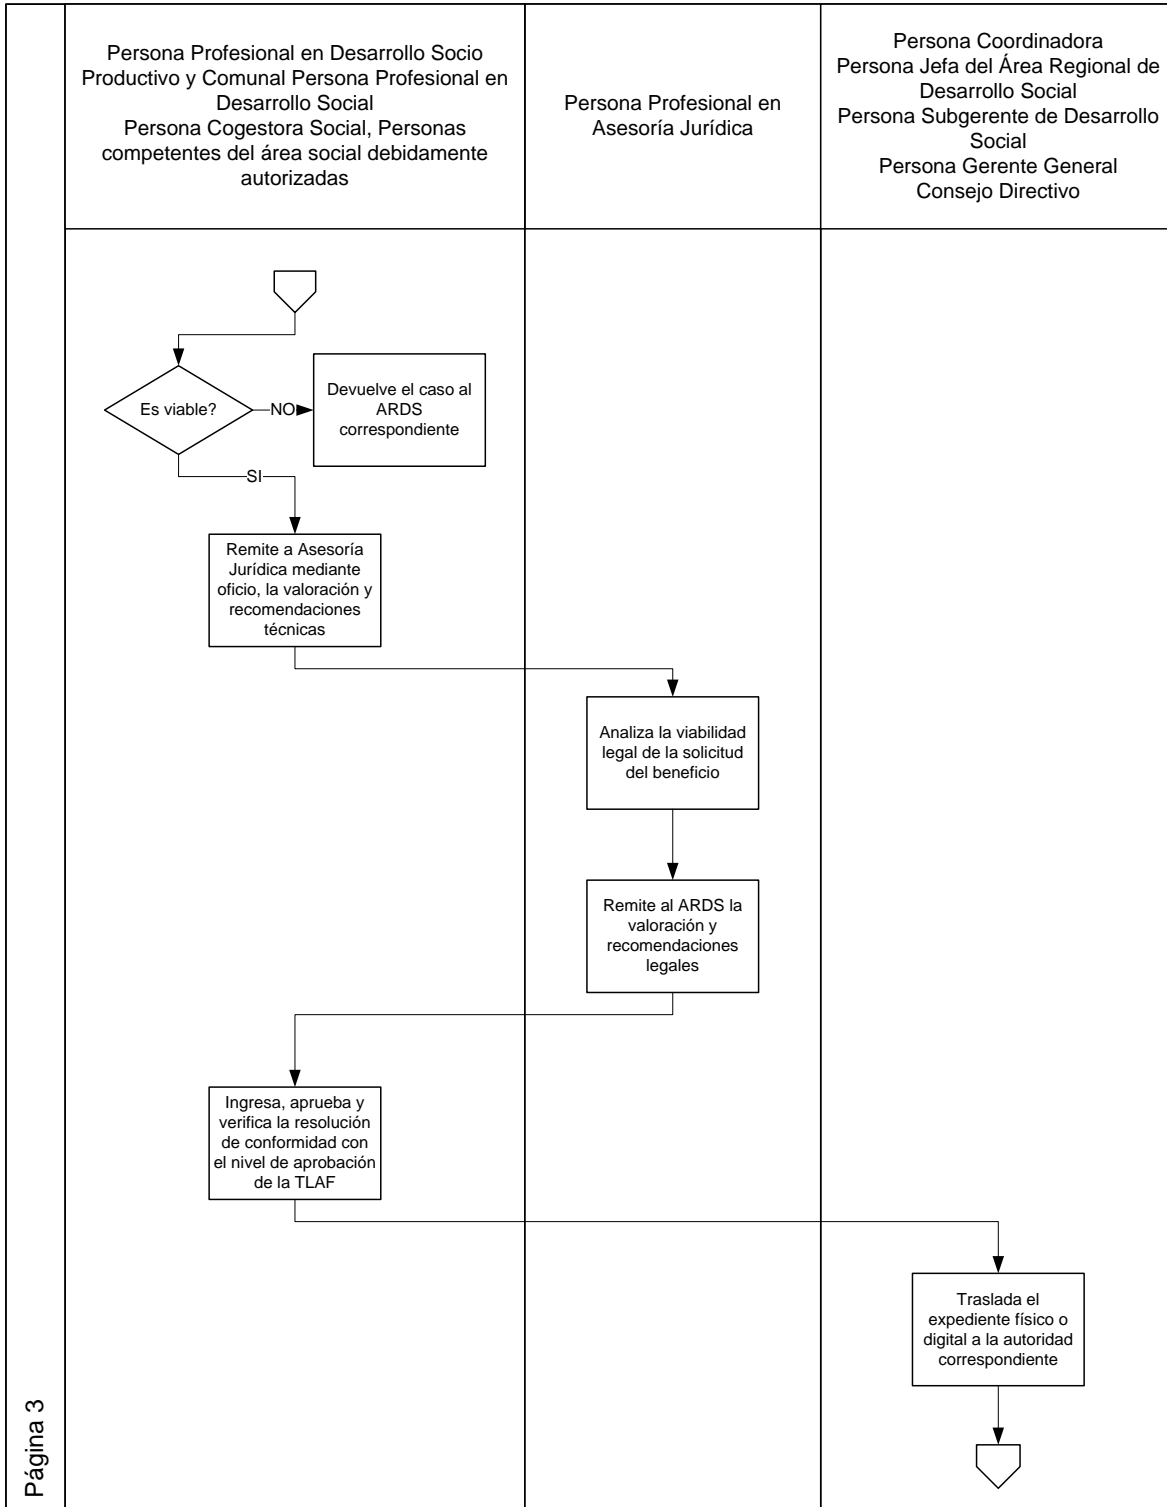 Persona Profesional en Desarrollo Socio
Productivo y Comunal Persona Profesional en
Desarrollo Social
Persona Cogestora Social, Personas
competentes del área social debidamente
autorizadas
Persona Profesional en
Asesoría Jurídica
Persona Coordinadora
Persona Jefa del Área Regional de
Desarrollo Social
Persona Subgerente de Desarrollo
Social
Persona Gerente General
Consejo Directivo
Es viable?
NO
Devuelve el caso al
ARDS
correspondiente
SI
Remite a Asesoría
Jurídica mediante
oficio, la valoración y
recomendaciones
técnicas
Analiza la viabilidad
legal de la solicitud
del beneficio
Remite al ARDS la
valoración y
recomendaciones
legales
Ingresa, aprueba y
verifica la resolución
de conformidad con
el nivel de aprobación
de la TLAF
Traslada el
expediente físico o
digital a la autoridad
correspondiente
Página 3